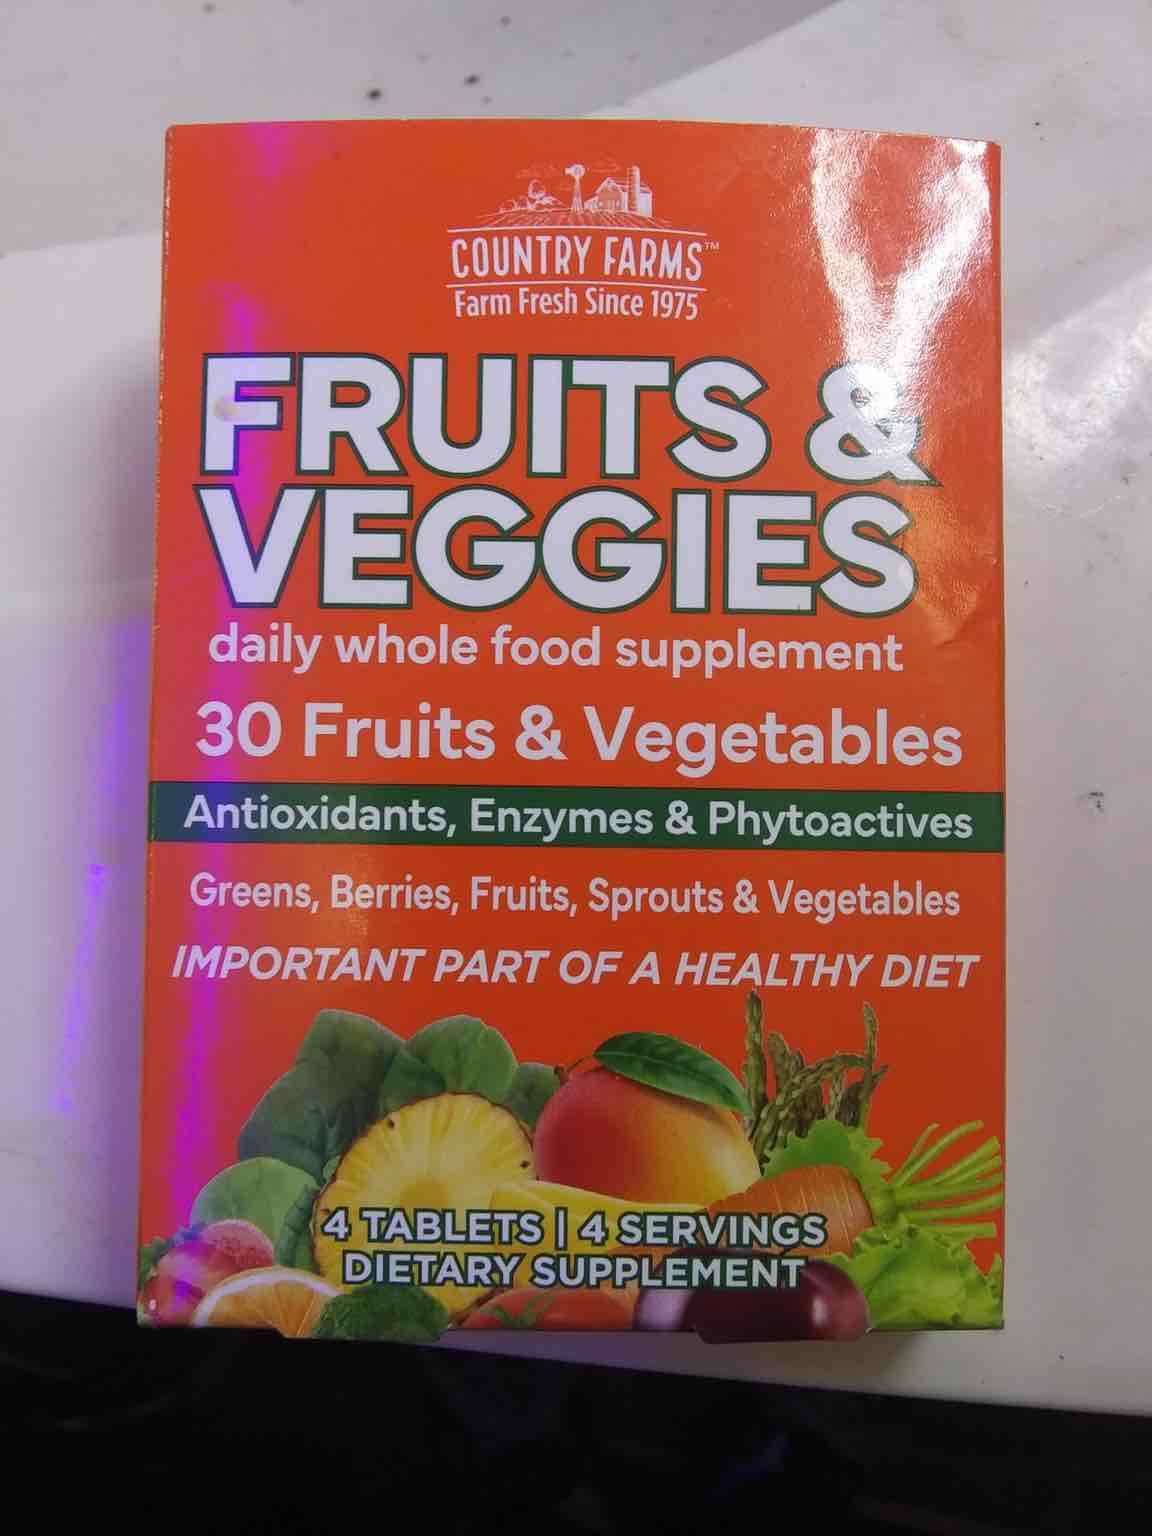 COUNTRY FARMS™
Farm Fresh Since 1975
FRUITS &
VEGGIES
daily whole food supplement
30 Fruits & Vegetables
Antioxidants, Enzymes & Phytoactives
Greens, Berries, Fruits, Sprouts & Vegetables
IMPORTANT PART OF A HEALTHY DIET
4 TABLETS | 4 SERVINGS
DIETARY SUPPLEMENT